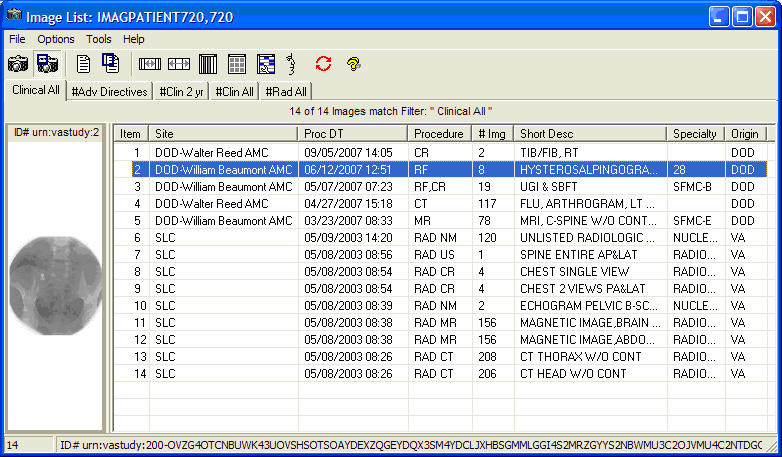 Image List: IMAGPATIENT720,720
File Options Tools Help
Clinical All #Adv Directives #Clin 2 yr #Clin All #Rad All
14 of 14 Images match Filter: " Clinical All "
ID# urn:vastudy:2
Item Site Proc DT Procedure # Img Short Desc Specialty Origin
1 DOD-Walter Reed AMC 09/05/2007 14:05 CR 2 TIB/FIB, RT DOD
2 DOD-William Beaumont AMC 06/12/2007 12:51 RF 8 HYSTEROSALPINGOGRA... 28 DOD
3 DOD-William Beaumont AMC 05/07/2007 07:23 RF,CR 19 UGI & SBFT SFMC-B DOD
4 DOD-Walter Reed AMC 04/27/2007 15:18 CT 117 FLU, ARTHROGRAM, LT ... DOD
5 DOD-William Beaumont AMC 03/23/2007 08:33 MR 78 MRI, C-SPINE W/O CONT... SFMC-E DOD
6 SLC 05/09/2003 14:20 RAD NM 120 UNLISTED RADIOLOGIC ... NUCLE... VA
7 SLC 05/08/2003 08:56 RAD US 1 SPINE ENTIRE AP&LAT RADIO... VA
8 SLC 05/08/2003 08:54 RAD CR 4 CHEST SINGLE VIEW RADIO... VA
9 SLC 05/08/2003 08:54 RAD CR 4 CHEST 2 VIEWS PA&LAT RADIO... VA
10 SLC 05/08/2003 08:39 RAD NM 2 ECHOGRAM PELVIC B-SC... NUCLE... VA
11 SLC 05/08/2003 08:38 RAD MR 156 MAGNETIC IMAGE,BRAIN ... RADIO... VA
12 SLC 05/08/2003 08:38 RAD MR 156 MAGNETIC IMAGE,ABDO... RADIO... VA
13 SLC 05/08/2003 08:26 RAD CT 208 CT THORAX W/O CONT RADIO... VA
14 SLC 05/08/2003 08:26 RAD CT 206 CT HEAD W/O CONT RADIO... VA
14 ID# urn:vastudy:200-OVZG4OTCNBUWK43UOVSHSOTSOAYDEXZQGEYDQX3SM4YDCLJXHBSGMMLGGI4S2MRZGYYS2NBWMU3C2OJVMU4C2NTDGC